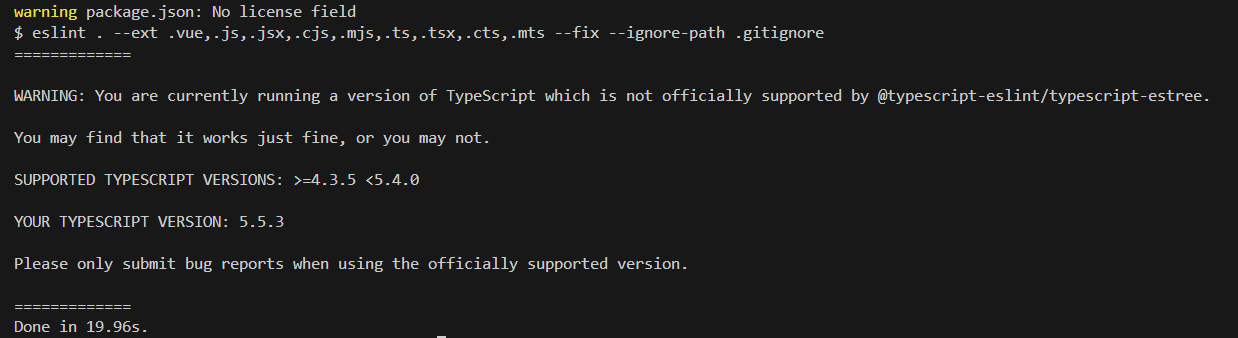 warning package.json: No license field
$ eslint . --ext .vue,.js,.jsx,.cjs,.mjs,.ts,.tsx,.cts,.mts --fix --ignore-path .gitignore
=============
WARNING: You are currently running a version of TypeScript which is not officially supported by @typescript-eslint/typescript-estree.
You may find that it works just fine, or you may not.
SUPPORTED TYPESCRIPT VERSIONS: >=4.3.5 <5.4.0
YOUR TYPESCRIPT VERSION: 5.5.3
Please only submit bug reports when using the officially supported version.
=============
Done in 19.96s.